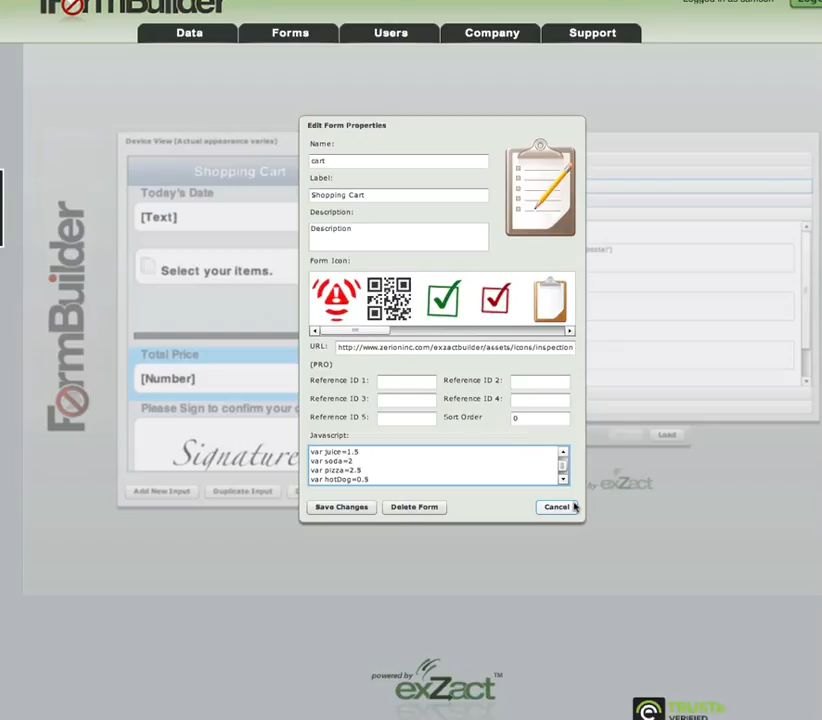 FormBuilder
Data
Forms
Users
Company
Support
Edit Form Properties
Name:
cart
Label:
Shopping Cart
Description:
Description
Form Icon:
URL:
http://www.zerioninc.com/exzactbuilder/assets/icons/inspection
(PRO)
Reference ID 1:
Reference ID 2:
Reference ID 3:
Reference ID 4:
Reference ID 5:
Sort Order
0
Javascript:
var juice=1.5
var soda=2
var pizza=2.5
var hotDog=0.5
Save Changes
Delete Form
Cancel
Device View (Actual appearance varies)
Shopping Cart
Today's Date
[Text]
Select your items.
Total Price
[Number]
Please Sign to confirm your
Signature
Add New Input
Duplicate Input
Load
by exZact
FormBuilder
powered by
exZact™
TRUSTe
VERIFIED